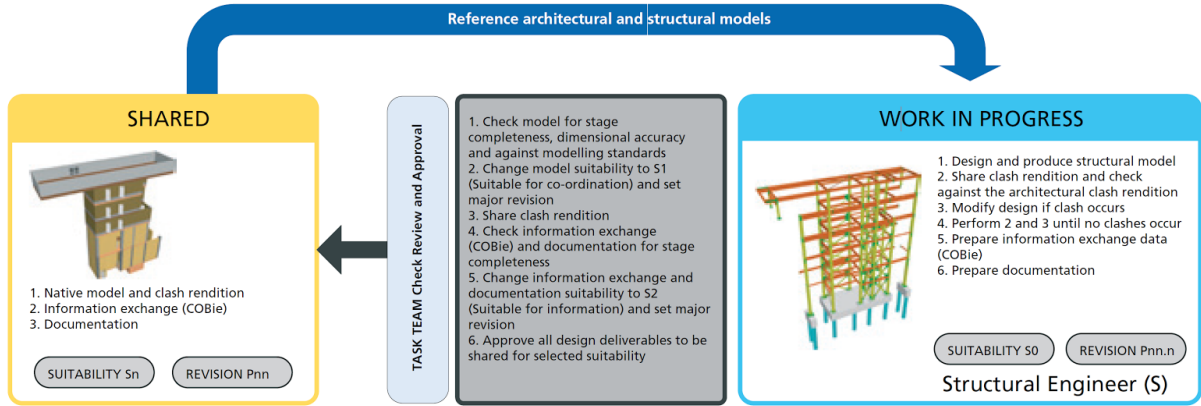 Reference architectural and structural models
SHARED
1. Native model and clash rendition
2. Information exchange (COBie)
3. Documentation
SUITABILITY Sn
REVISION Pnn
TASK TEAM Check Review and Approval
1. Check model for stage
completeness, dimensional accuracy
and against modelling standards
2. Change model suitability to S1
(Suitable for co-ordination) and set
major revision
3. Share clash rendition
4. Check information exchange
(COBie) and documentation for stage
completeness
5. Change information exchange and
documentation suitability to S2
(Suitable for information) and set major
revision
6. Approve all design deliverables to be
shared for selected suitability
WORK IN PROGRESS
1. Design and produce structural model
2. Share clash rendition and check
against the architectural clash rendition
3. Modify design if clash occurs
4. Perform 2 and 3 until no clashes occur
5. Prepare information exchange data
(COBie)
6. Prepare documentation
SUITABILITY S0
REVISION Pnn.n
Structural Engineer (S)